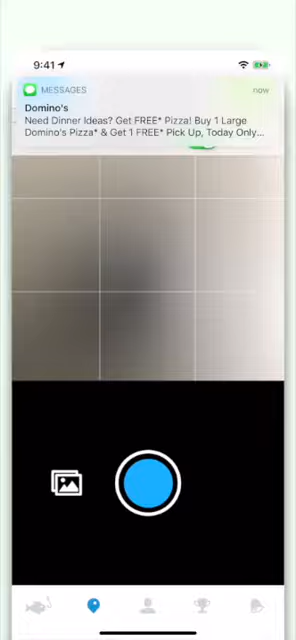 9:41
MESSAGES
now
Domino's
Need Dinner Ideas? Get FREE* Pizza! Buy 1 Large
Domino's Pizza* & Get 1 FREE* Pick Up, Today Only...